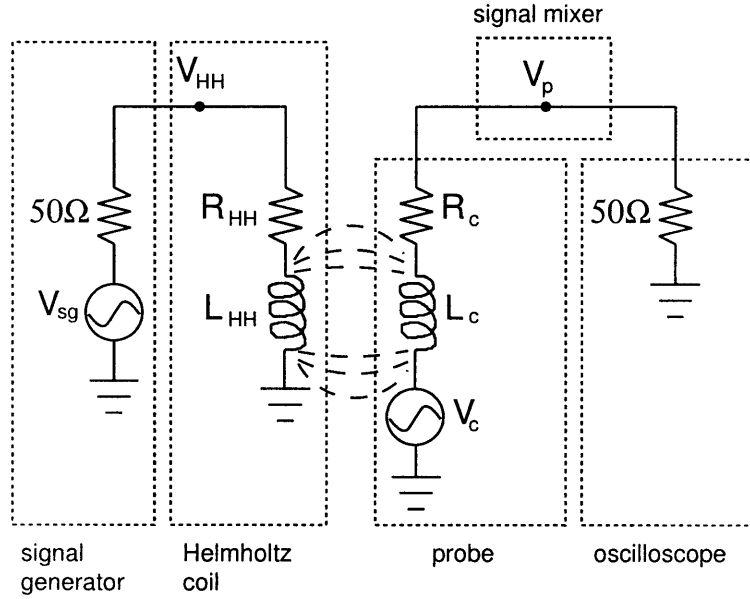 signal mixer
V_HH
V_p
50Ω
R_HH
R_c
50Ω
V_sg
L_HH
L_c
V_c
signal
generator
Helmholtz
coil
probe
oscilloscope